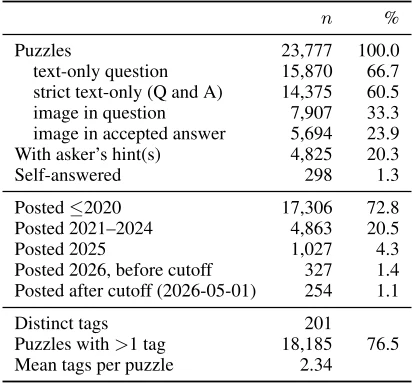 n %
Puzzles 23,777 100.0
text-only question 15,870 66.7
strict text-only (Q and A) 14,375 60.5
image in question 7,907 33.3
image in accepted answer 5,694 23.9
With asker's hint(s) 4,825 20.3
Self-answered 298 1.3
Posted ≤2020 17,306 72.8
Posted 2021–2024 4,863 20.5
Posted 2025 1,027 4.3
Posted 2026, before cutoff 327 1.4
Posted after cutoff (2026-05-01) 254 1.1
Distinct tags 201
Puzzles with >1 tag 18,185 76.5
Mean tags per puzzle 2.34